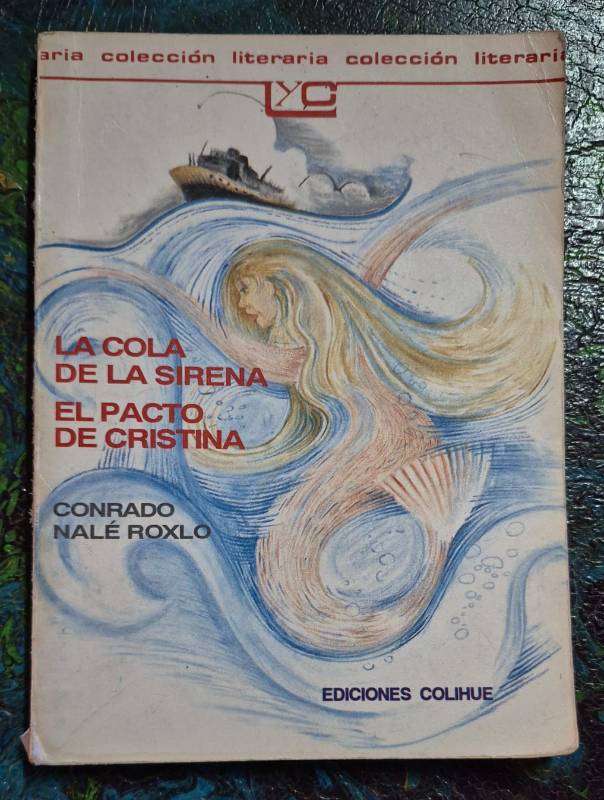 aria colección literaria colección literaria
LyC
LA COLA
DE LA SIRENA
EL PACTO
DE CRISTINA
CONRADO
NALÉ ROXLO
EDICIONES COLIHUE